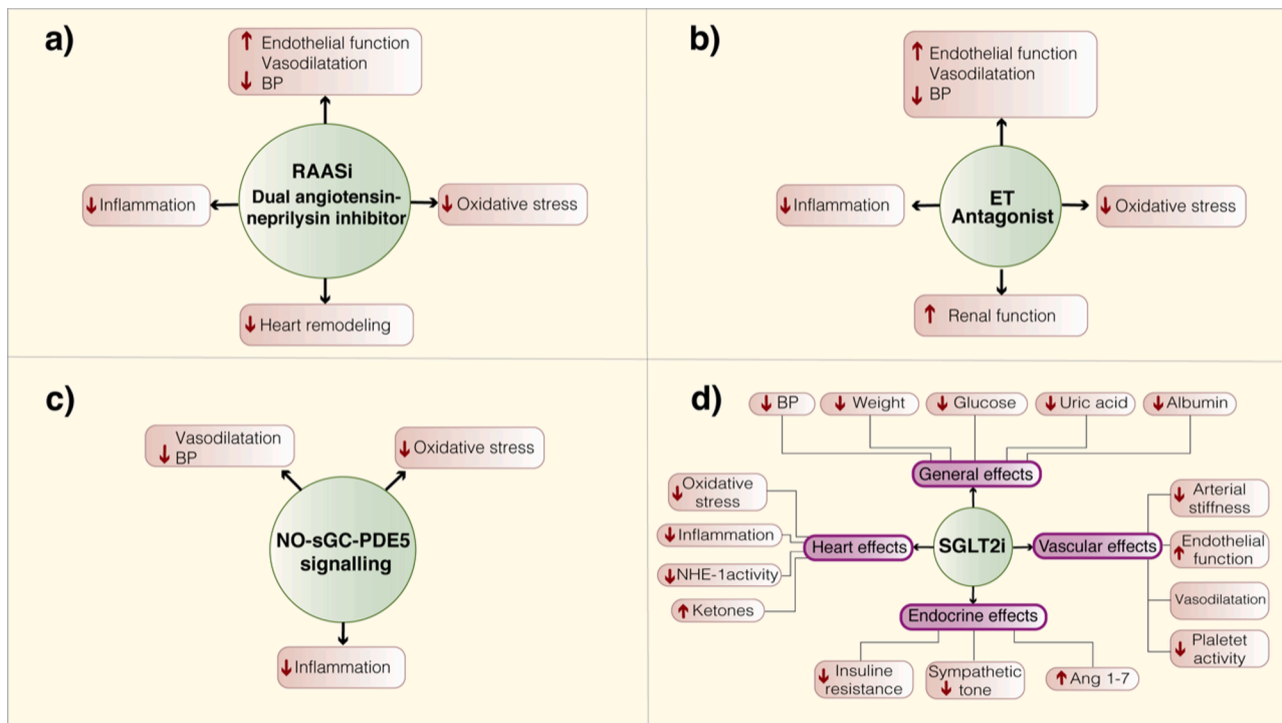 a)
↑ Endothelial function
Vasodilatation
↓ BP
RAASi
Dual angiotensin-
neprilysin inhibitor
↓ Inflammation
↓ Oxidative stress
↓ Heart remodeling
b)
↑ Endothelial function
Vasodilatation
↓ BP
ET
Antagonist
↓ Inflammation
↓ Oxidative stress
↑ Renal function
c)
Vasodilatation
↓ BP
↓ Oxidative stress
NO-sGC-PDE5
signalling
↓ Inflammation
d)
↓ BP
↓ Weight
↓ Glucose
↓ Uric acid
↓ Albumin
General effects
↓ Oxidative
stress
↓ Inflammation
↓ NHE-1activity
↑ Ketones
Heart effects
SGLT2i
Vascular effects
↓ Arterial
stiffness
↑ Endothelial
function
Vasodilatation
↓ Plaletet
activity
Endocrine effects
↓ Insuline
resistance
Sympathetic
↓ tone
↑ Ang 1-7